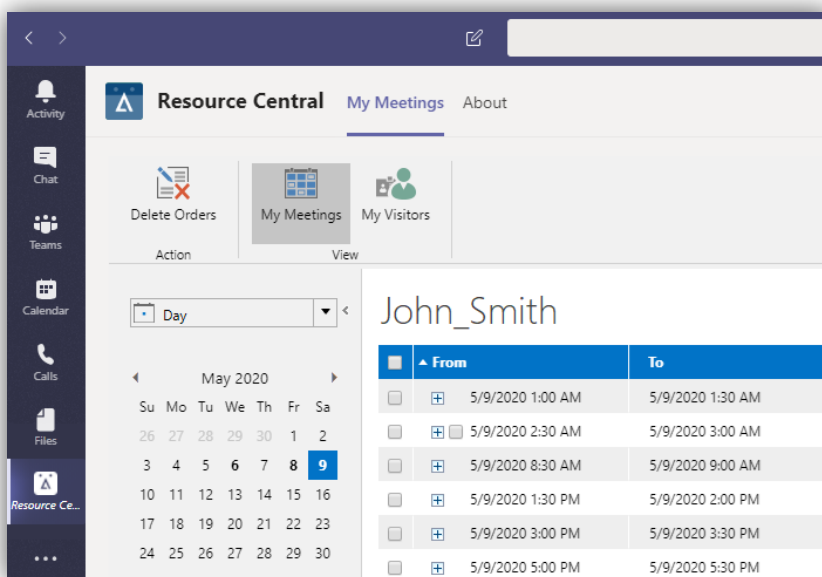 Activity
Chat
Teams
Calendar
Calls
Files
Resource Ce...
Resource Central My Meetings About
Delete Orders My Meetings My Visitors
Action View
Day
May 2020
Su Mo Tu We Th Fr Sa
26 27 28 29 30 1 2
3 4 5 6 7 8 9
10 11 12 13 14 15 16
17 18 19 20 21 22 23
24 25 26 27 28 29 30
John_Smith
From To
5/9/2020 1:00 AM 5/9/2020 1:30 AM
5/9/2020 2:30 AM 5/9/2020 3:00 AM
5/9/2020 8:30 AM 5/9/2020 9:00 AM
5/9/2020 1:30 PM 5/9/2020 2:00 PM
5/9/2020 3:00 PM 5/9/2020 3:30 PM
5/9/2020 5:00 PM 5/9/2020 5:30 PM